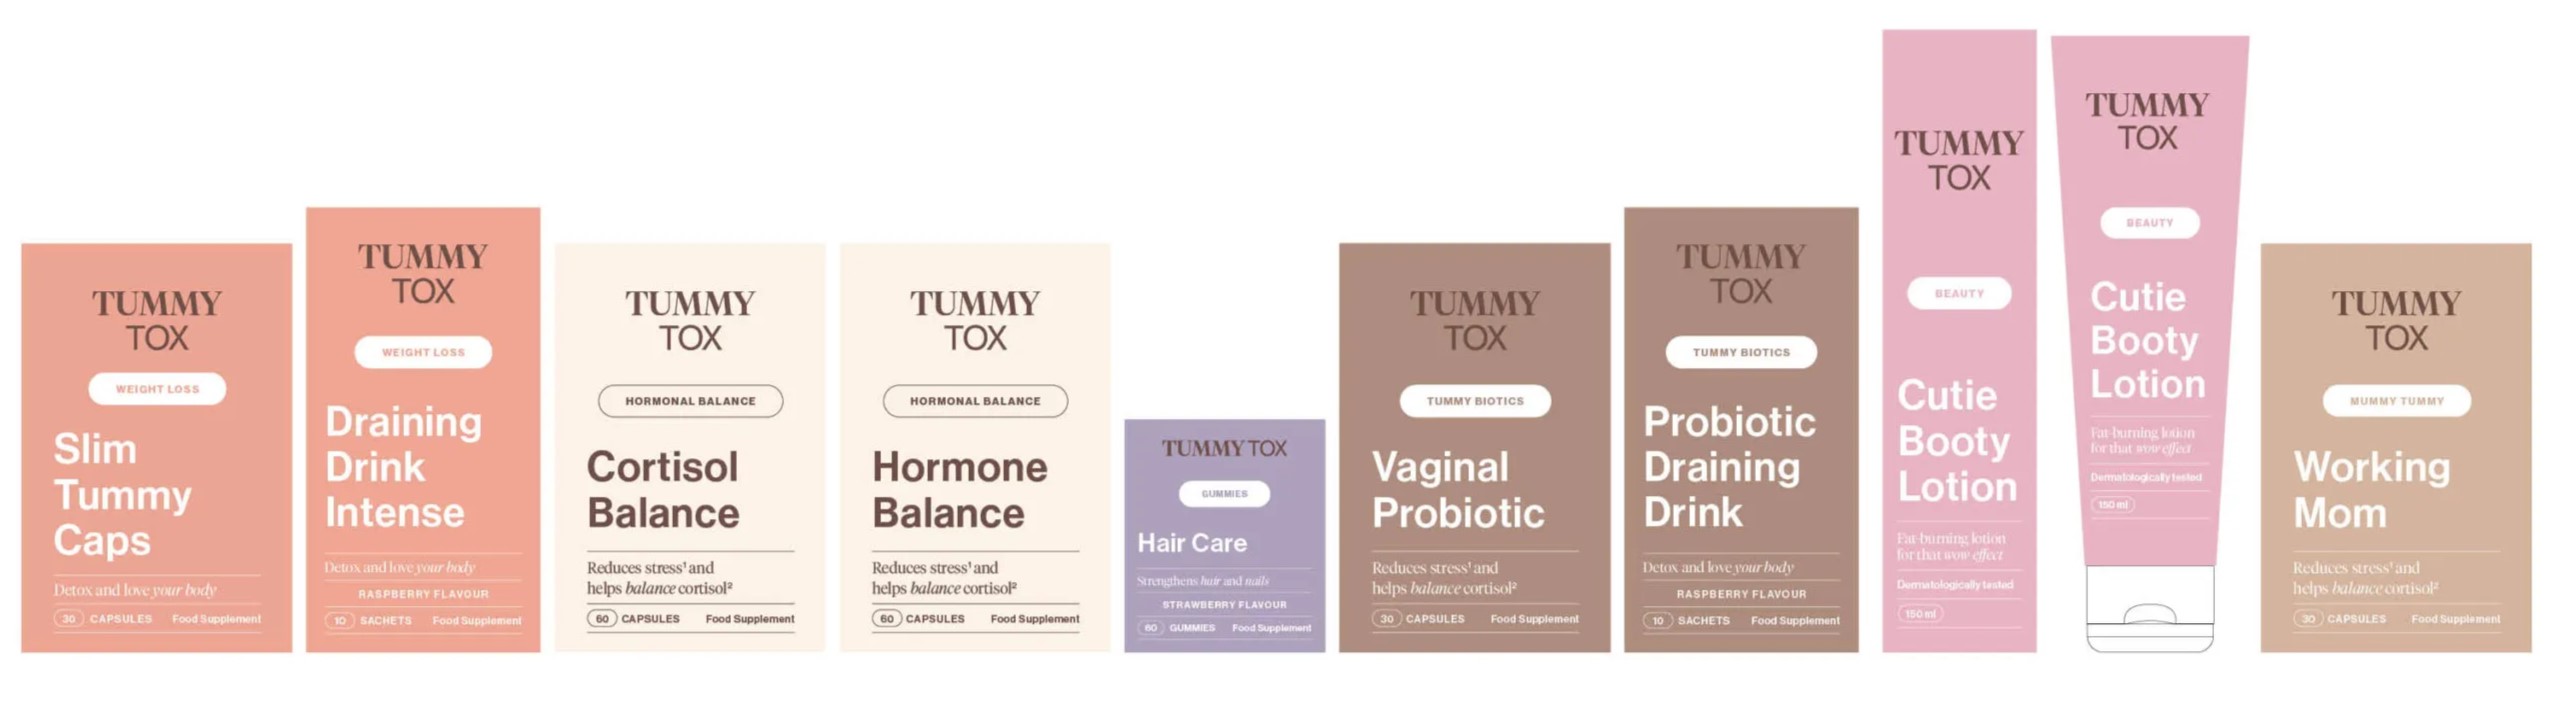 TUMMY
TOX
WEIGHT LOSS
Slim
Tummy
Caps
Detox and love your body
30 CAPSULES Food Supplement
TUMMY
TOX
WEIGHT LOSS
Draining
Drink
Intense
Detox and love your body
RASPBERRY FLAVOUR
10 SACHETS Food Supplement
TUMMY
TOX
HORMONAL BALANCE
Cortisol
Balance
Reduces stress¹ and
helps balance cortisol²
60 CAPSULES Food Supplement
TUMMY
TOX
HORMONAL BALANCE
Hormone
Balance
Reduces stress¹ and
helps balance cortisol²
60 CAPSULES Food Supplement
TUMMY TOX
GUMMIES
Hair Care
Strengthens hair and nails
STRAWBERRY FLAVOUR
60 GUMMIES Food Supplement
TUMMY
TOX
TUMMY BIOTICS
Vaginal
Probiotic
Reduces stress¹ and
helps balance cortisol²
30 CAPSULES Food Supplement
TUMMY
TOX
TUMMY BIOTICS
Probiotic
Draining
Drink
Detox and love your body
RASPBERRY FLAVOUR
10 SACHETS Food Supplement
TUMMY
TOX
BEAUTY
Cutie
Booty
Lotion
Fat-burning lotion
for that wow effect
Dermatologically tested
150 ml
TUMMY
TOX
BEAUTY
Cutie
Booty
Lotion
Fat-burning lotion
for that wow effect
Dermatologically tested
150 ml
TUMMY
TOX
MUMMY TUMMY
Working
Mom
Reduces stress¹ and
helps balance cortisol²
30 CAPSULES Food Supplement